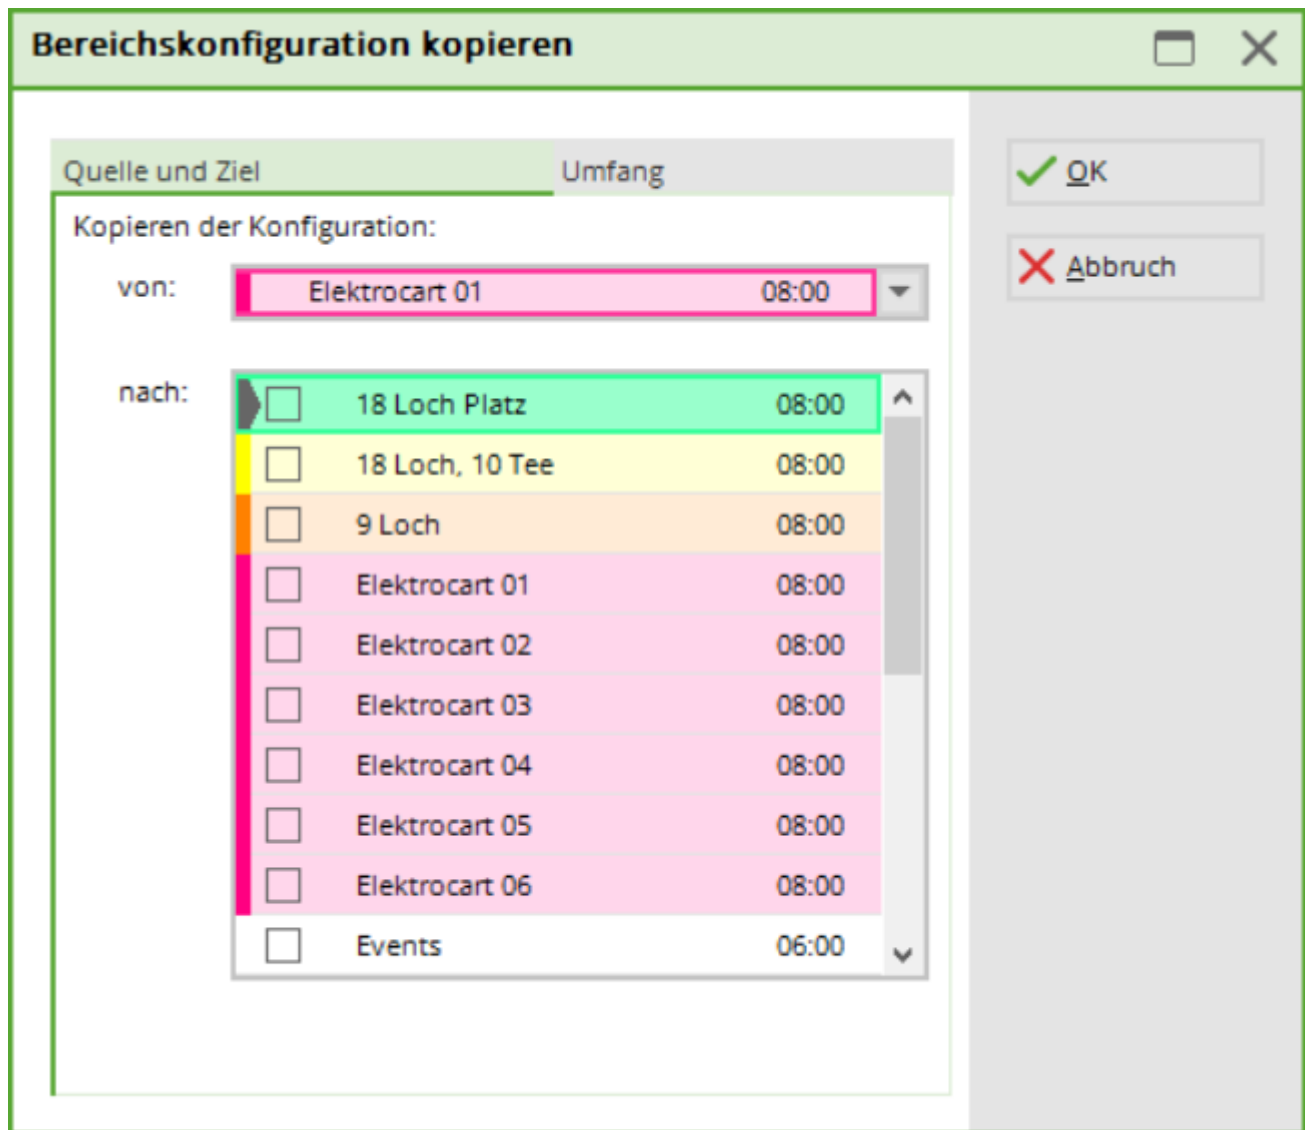 Bereichskonfiguration kopieren
Quelle und Ziel Umfang
Kopieren der Konfiguration:
von: Elektrocart 01 08:00
nach: 18 Loch Platz 08:00
18 Loch, 10 Tee 08:00
9 Loch 08:00
Elektrocart 01 08:00
Elektrocart 02 08:00
Elektrocart 03 08:00
Elektrocart 04 08:00
Elektrocart 05 08:00
Elektrocart 06 08:00
Events 06:00
OK
Abbruch